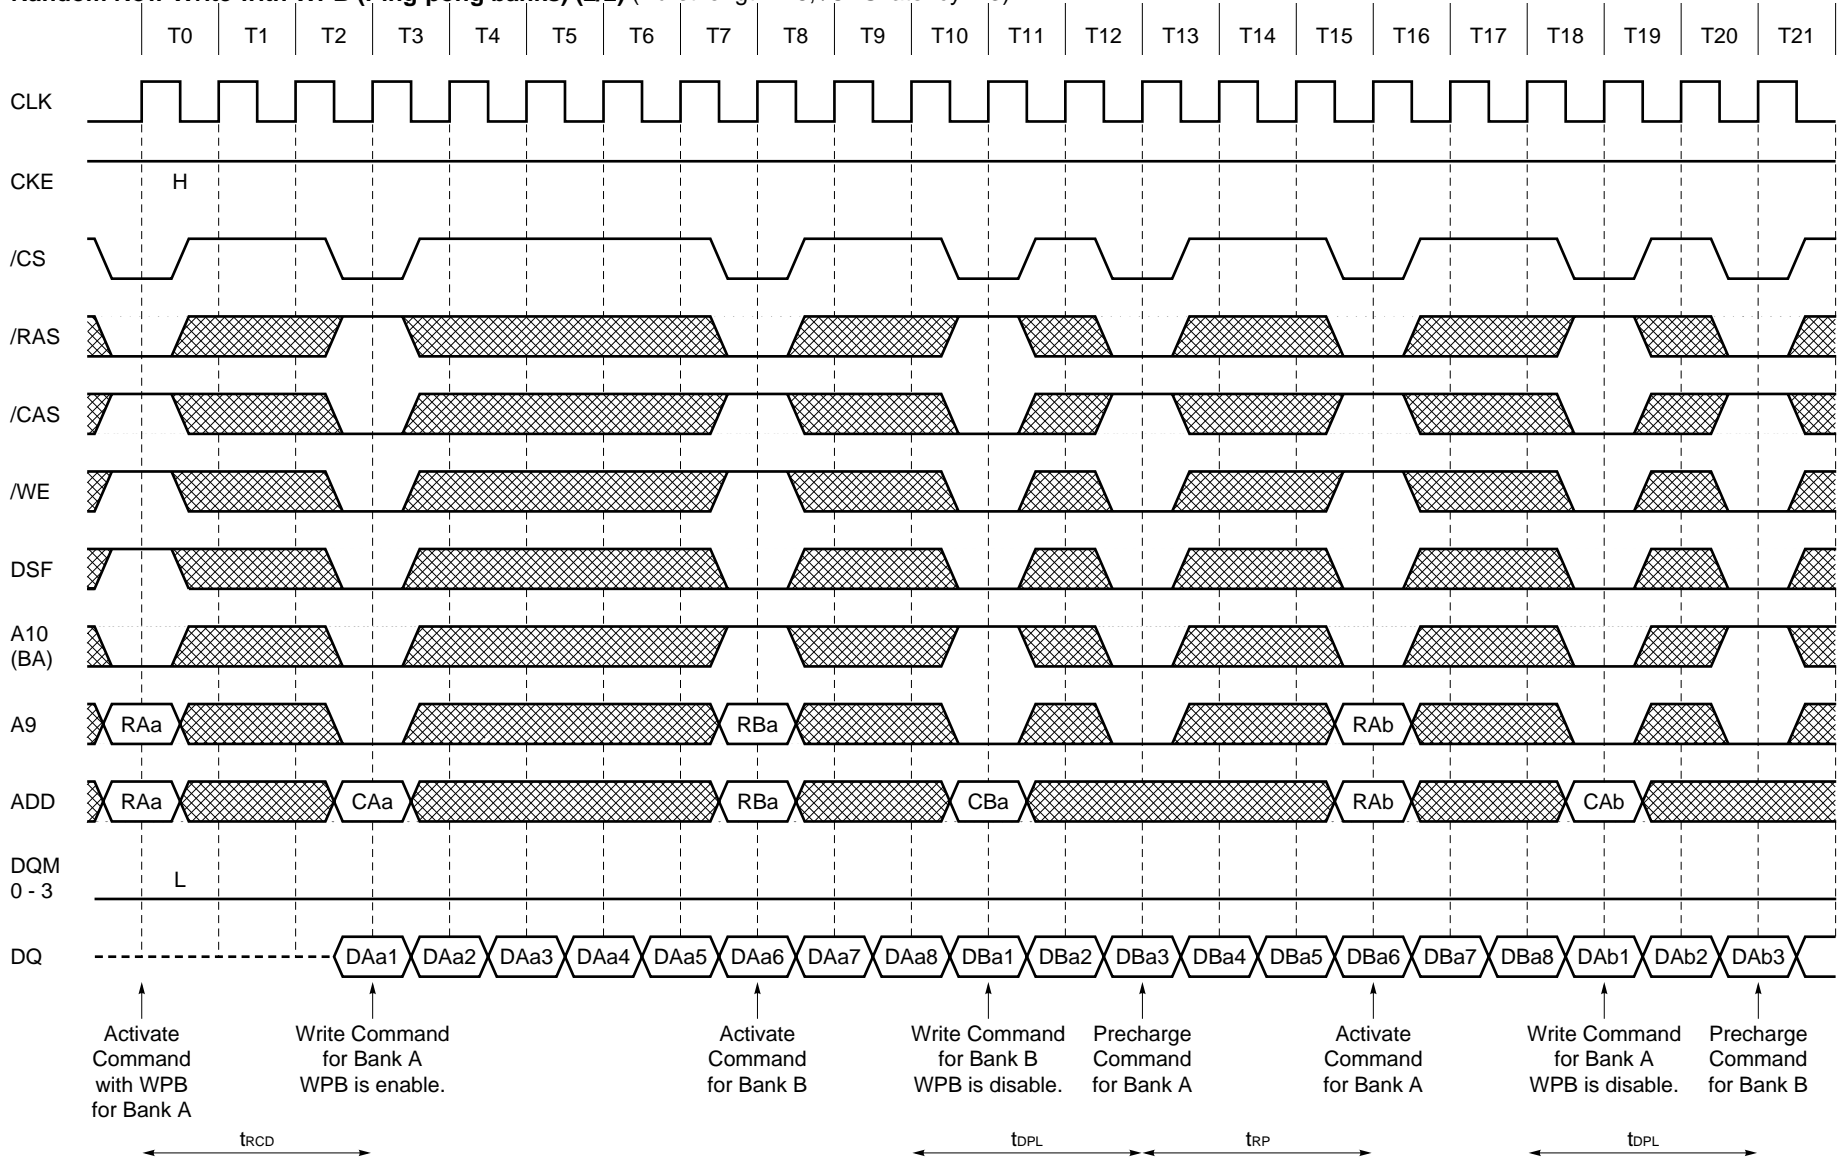 T0 T1 T2 T3 T4 T5 T6 T7 T8 T9 T10 T11 T12 T13 T14 T15 T16 T17 T18 T19 T20 T21
CLK
CKE H
/CS
/RAS
/CAS
/WE
DSF
A10
(BA)
A9 RAa RBa RAb
ADD RAa CAa RBa CBa RAb CAb
DQM
0 - 3
L
DQ DAa1 DAa2 DAa3 DAa4 DAa5 DAa6 DAa7 DAa8 DBa1 DBa2 DBa3 DBa4 DBa5 DBa6 DBa7 DBa8 DAb1 DAb2 DAb3
Activate
Command
with WPB
for Bank A
Write Command
for Bank A
WPB is enable.
Activate
Command
for Bank B
Write Command
for Bank B
WPB is disable.
Precharge
Command
for Bank A
Activate
Command
for Bank A
Write Command
for Bank A
WPB is disable.
Precharge
Command
for Bank B
tRCD tDPL tRP tDPL